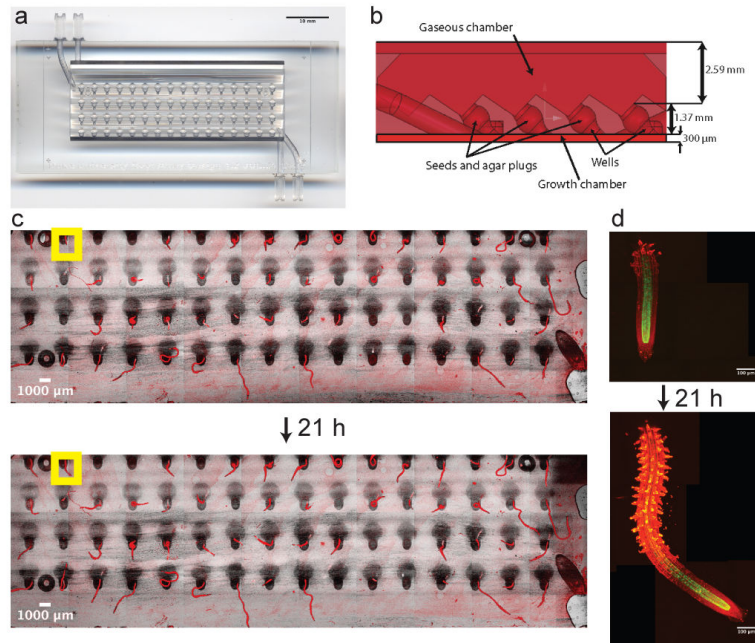 a
10 mm
b
Gaseous chamber
2.59 mm
1.37 mm
300 µm
Seeds and agar plugs
Wells
Growth chamber
c
1000 µm
21 h
1000 µm
d
100 µm
21 h
100 µm